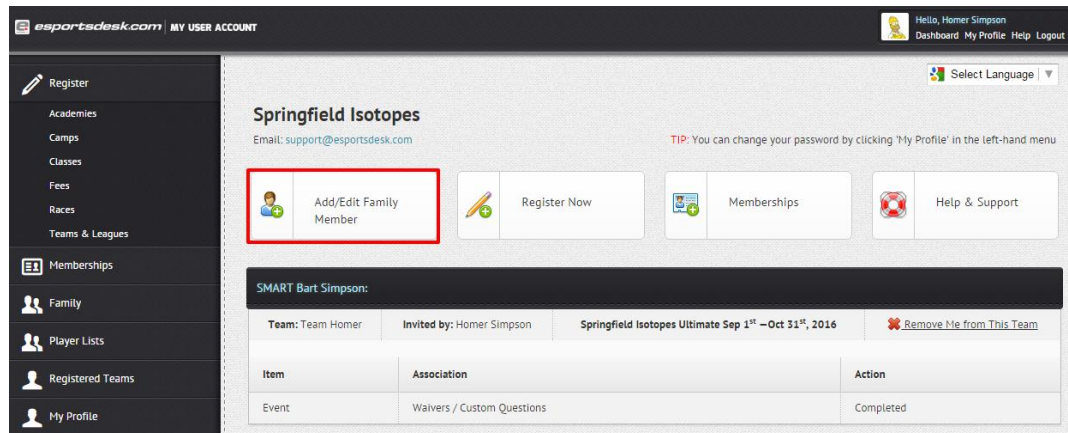 esportsdesk.com MY USER ACCOUNT
Hello, Homer Simpson
Dashboard My Profile Help Logout
Select Language ▼
Register
Academies
Camps
Classes
Fees
Races
Teams & Leagues
Memberships
Family
Player Lists
Registered Teams
My Profile
Springfield Isotopes
Email: support@esportsdesk.com
TIP: You can change your password by clicking 'My Profile' in the left-hand menu
Add/Edit Family
Member
Register Now
Memberships
Help & Support
SMART Bart Simpson:
Team: Team Homer Invited by: Homer Simpson Springfield Isotopes Ultimate Sep 1st —Oct 31st, 2016 Remove Me from This Team
Item Association Action
Event Waivers / Custom Questions Completed